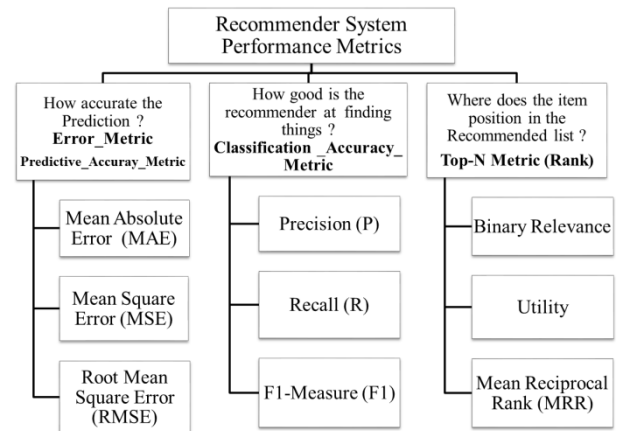 Recommender System
Performance Metrics
How accurate the
Prediction ?
Error_Metric
Predictive_Accuray_Metric
Mean Absolute
Error (MAE)
Mean Square
Error (MSE)
Root Mean
Square Error
(RMSE)
How good is the
recommender at finding
things ?
Classification _Accuracy_
Metric
Precision (P)
Recall (R)
F1-Measure (F1)
Where does the item
position in the
Recommended list ?
Top-N Metric (Rank)
Binary Relevance
Utility
Mean Reciprocal
Rank (MRR)